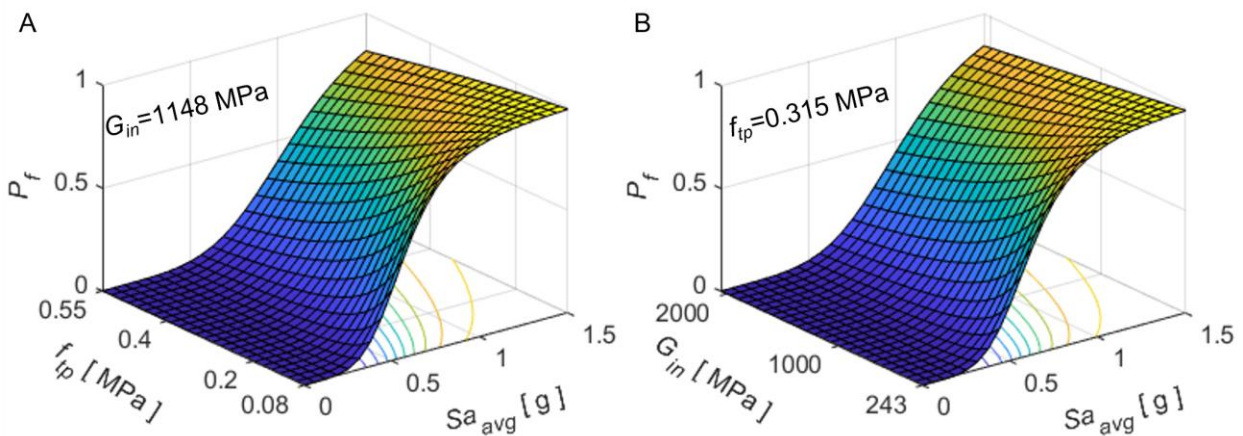 A
1
G_in=1148 MPa
P_f
0.5
0
0.55
0.4
0.2
0.08
f_tp [ MPa ]
0
0.5
1
1.5
Sa_avg [ g ]
B
1
f_tp=0.315 MPa
P_f
0.5
0
2000
1000
243
G_in [ MPa ]
0
0.5
1
1.5
Sa_avg [ g ]